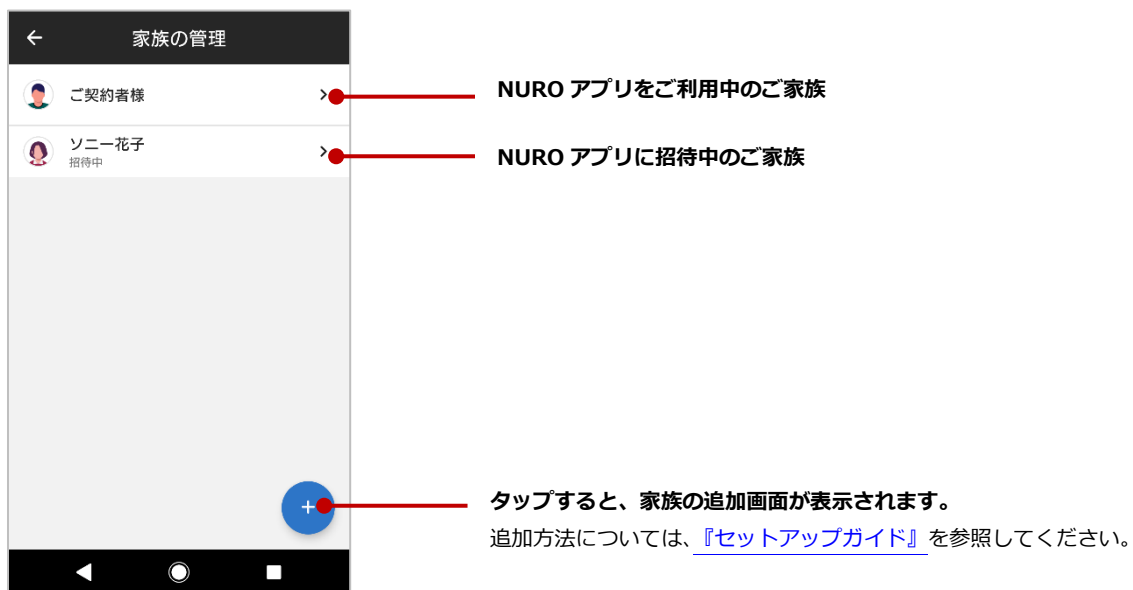 家族の管理
ご契約者様
NURO アプリをご利用中のご家族
ソニー花子
招待中
NURO アプリに招待中のご家族
タップすると、家族の追加画面が表示されます。
追加方法については、『セットアップガイド』を参照してください。